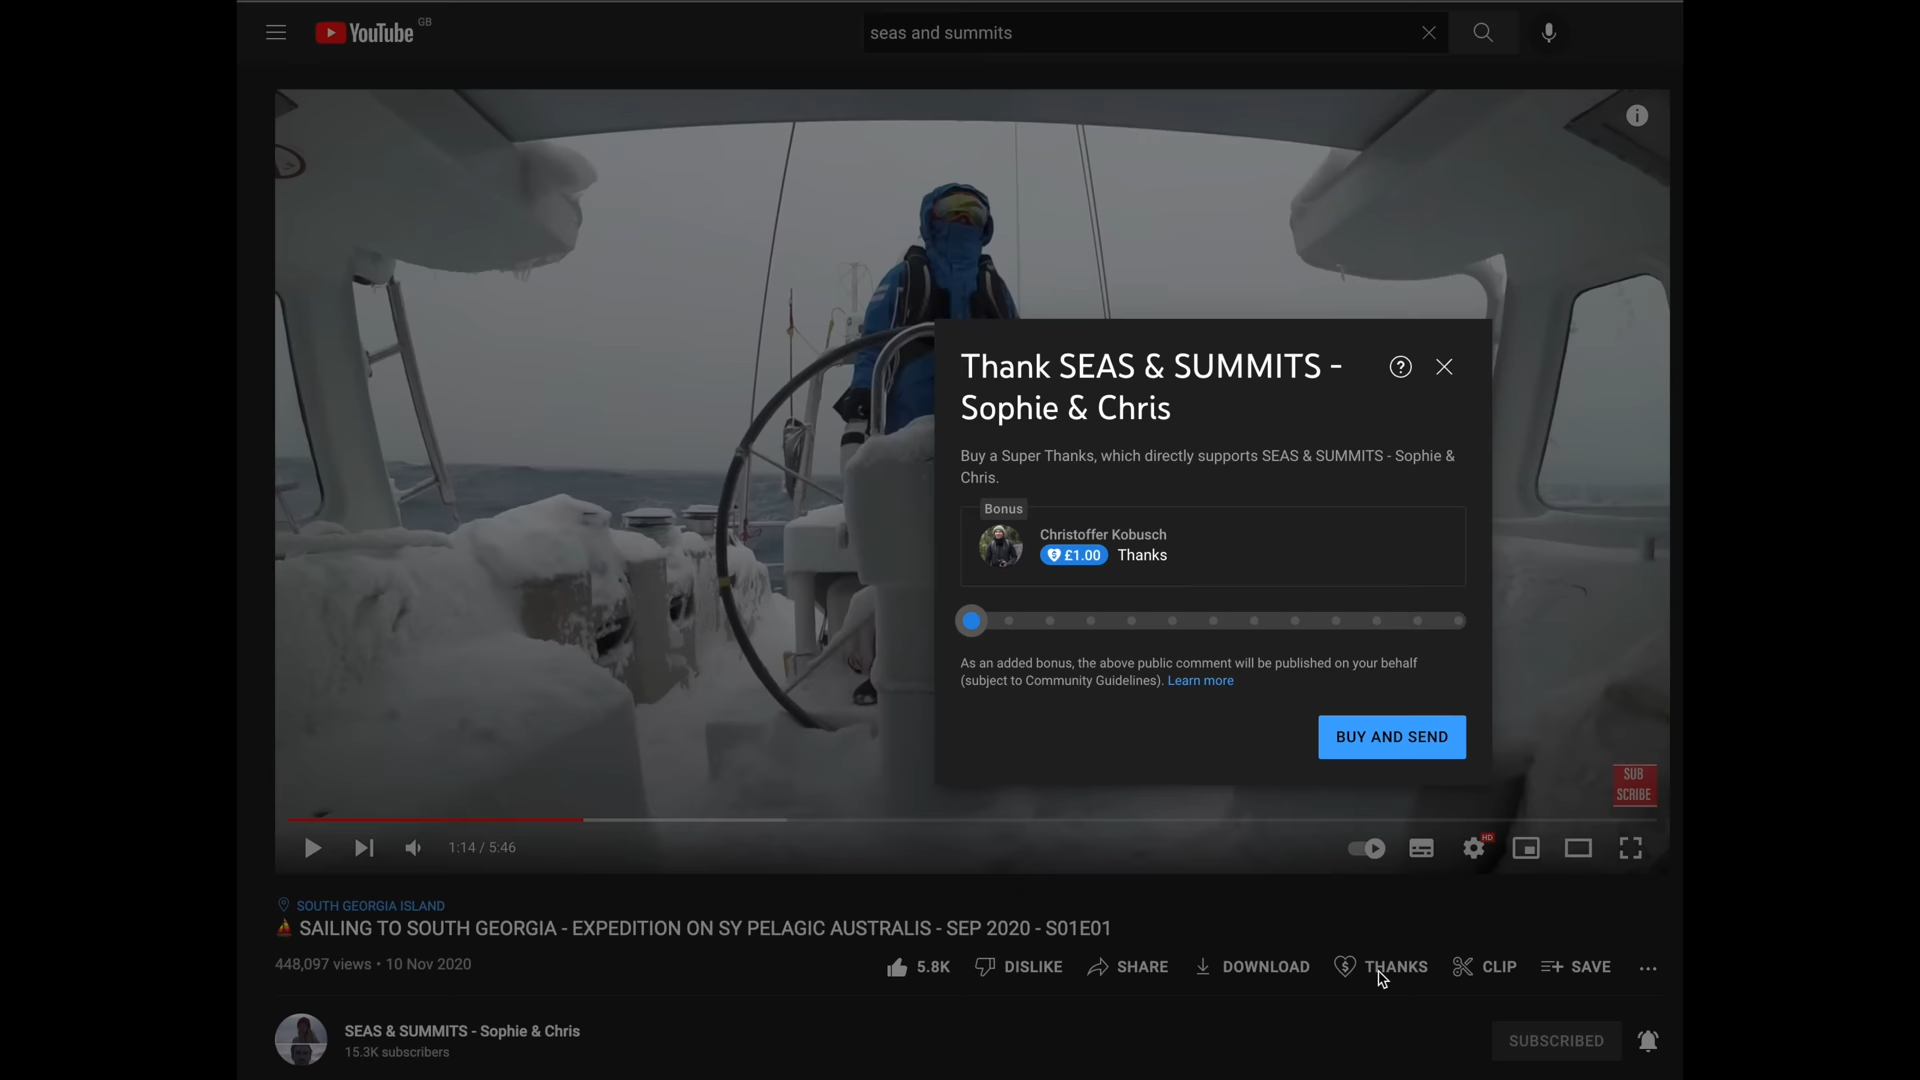 YouTube GB
seas and summits
Thank SEAS & SUMMITS -
Sophie & Chris
Buy a Super Thanks, which directly supports SEAS & SUMMITS - Sophie &
Chris.
Bonus
Christoffer Kobusch
£1.00 Thanks
As an added bonus, the above public comment will be published on your behalf
(subject to Community Guidelines). Learn more
BUY AND SEND
SUB
SCRIBE
1:14 / 5:46
HD
SOUTH GEORGIA ISLAND
SAILING TO SOUTH GEORGIA - EXPEDITION ON SY PELAGIC AUSTRALIS - SEP 2020 - S01E01
448,097 views • 10 Nov 2020
5.8K DISLIKE SHARE DOWNLOAD THANKS CLIP SAVE
SEAS & SUMMITS - Sophie & Chris
15.3K subscribers
SUBSCRIBED